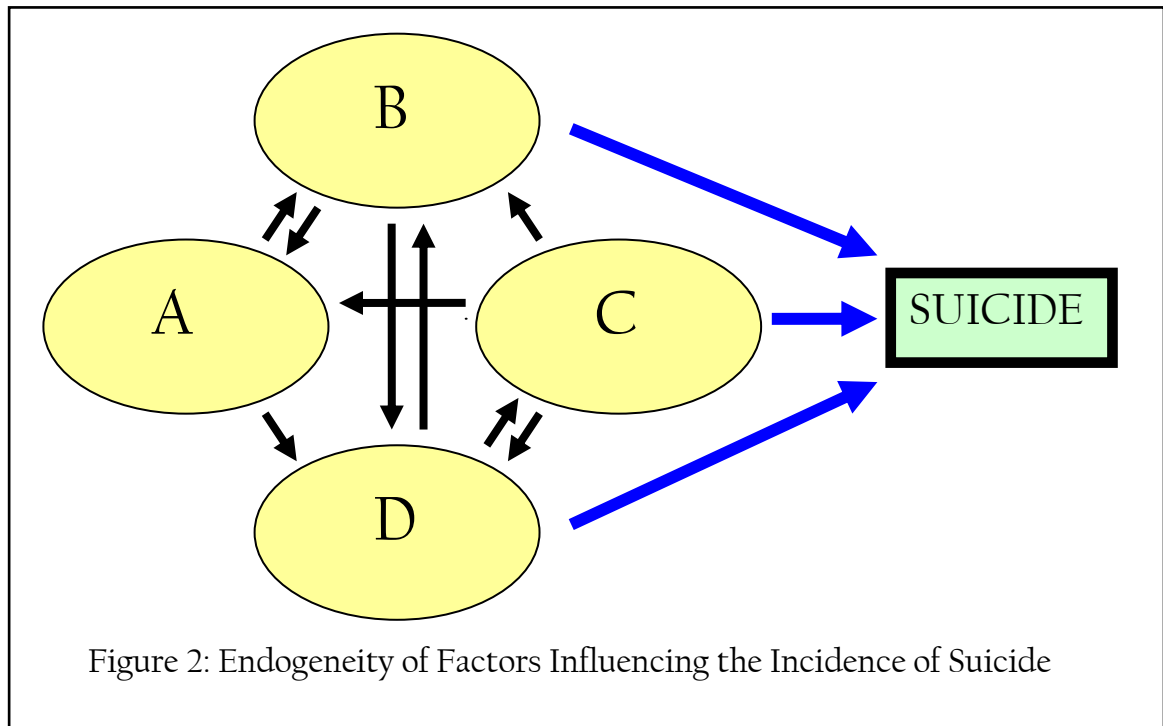 B
A
C
SUICIDE
D
Figure 2: Endogeneity of Factors Influencing the Incidence of Suicide